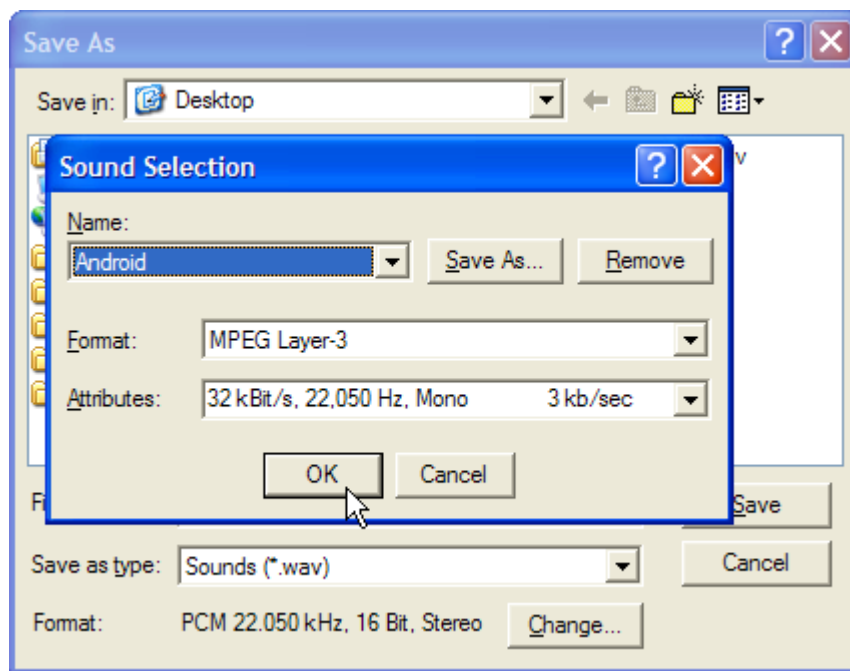 Save As
Save in: Desktop
Sound Selection
Name:
Android Save As... Remove
Format: MPEG Layer-3
Attributes: 32 kBit/s, 22,050 Hz, Mono 3 kb/sec
OK Cancel
Save
Save as type: Sounds (*.wav) Cancel
Format: PCM 22.050 kHz, 16 Bit, Stereo Change...